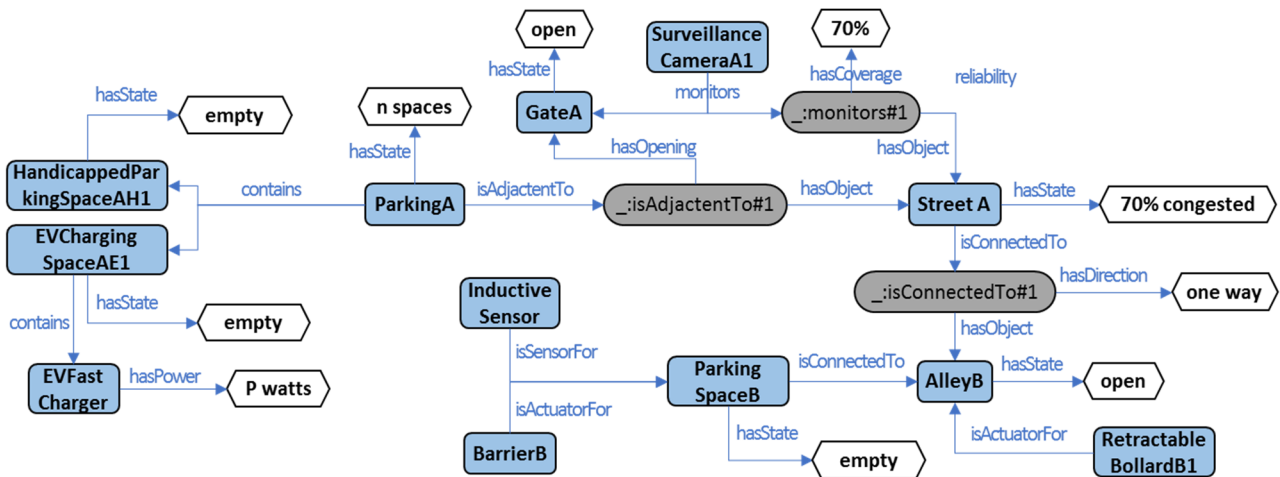 open
Surveillance
CameraA1
70%
hasState
hasState
hasCoverage
reliability
monitors
empty
n spaces
GateA
_:monitors#1
hasState
hasOpening
hasObject
HandicappedPar
kingSpaceAH1
contains
ParkingA
isAdjactentTo
_:isAdjactentTo#1
hasObject
Street A
hasState
70% congested
EVCharging
SpaceAE1
isConnectedTo
hasState
contains
empty
Inductive
Sensor
_:isConnectedTo#1
hasDirection
one way
hasObject
isSensorFor
EVFast
Charger
hasPower
P watts
Parking
SpaceB
isConnectedTo
AlleyB
hasState
open
isActuatorFor
hasState
isActuatorFor
BarrierB
empty
Retractable
BollardB1